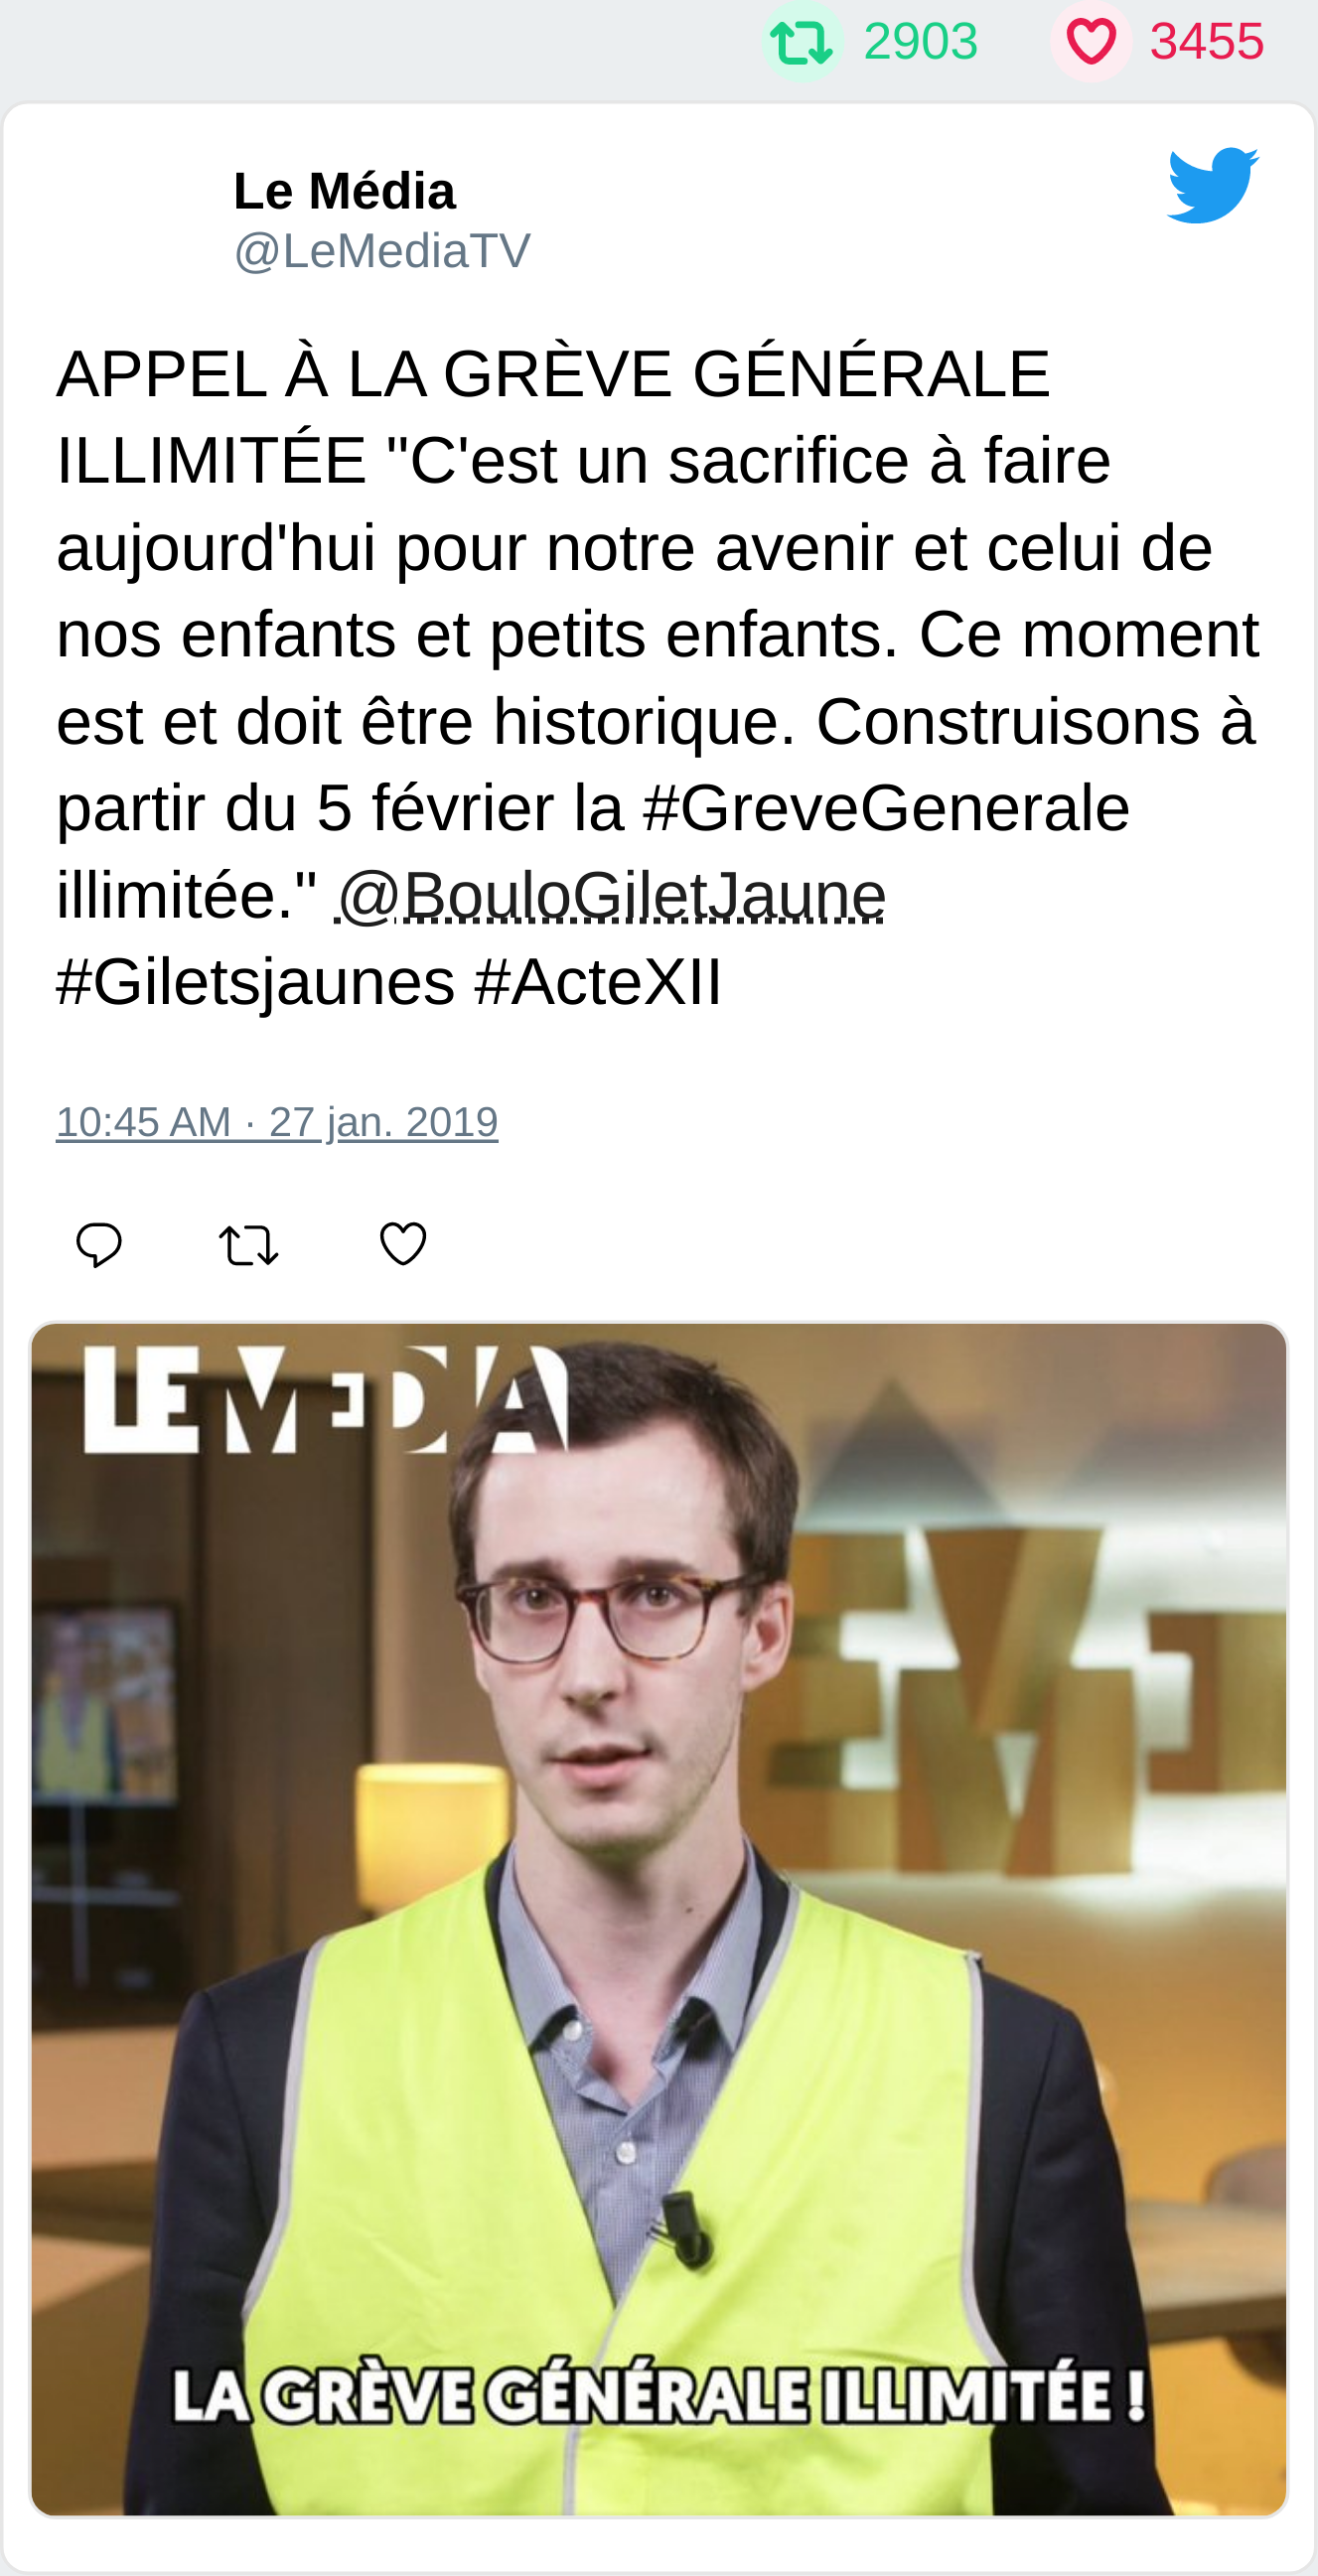 2903 3455
Le Média
@LeMediaTV
APPEL À LA GRÈVE GÉNÉRALE
ILLIMITÉE "C'est un sacrifice à faire
aujourd'hui pour notre avenir et celui de
nos enfants et petits enfants. Ce moment
est et doit être historique. Construisons à
partir du 5 février la #GreveGenerale
illimitée." @BouloGiletJaune
#Giletsjaunes #ActeXII
10:45 AM · 27 jan. 2019
LE MEDIA
LA GRÈVE GÉNÉRALE ILLIMITÉE !